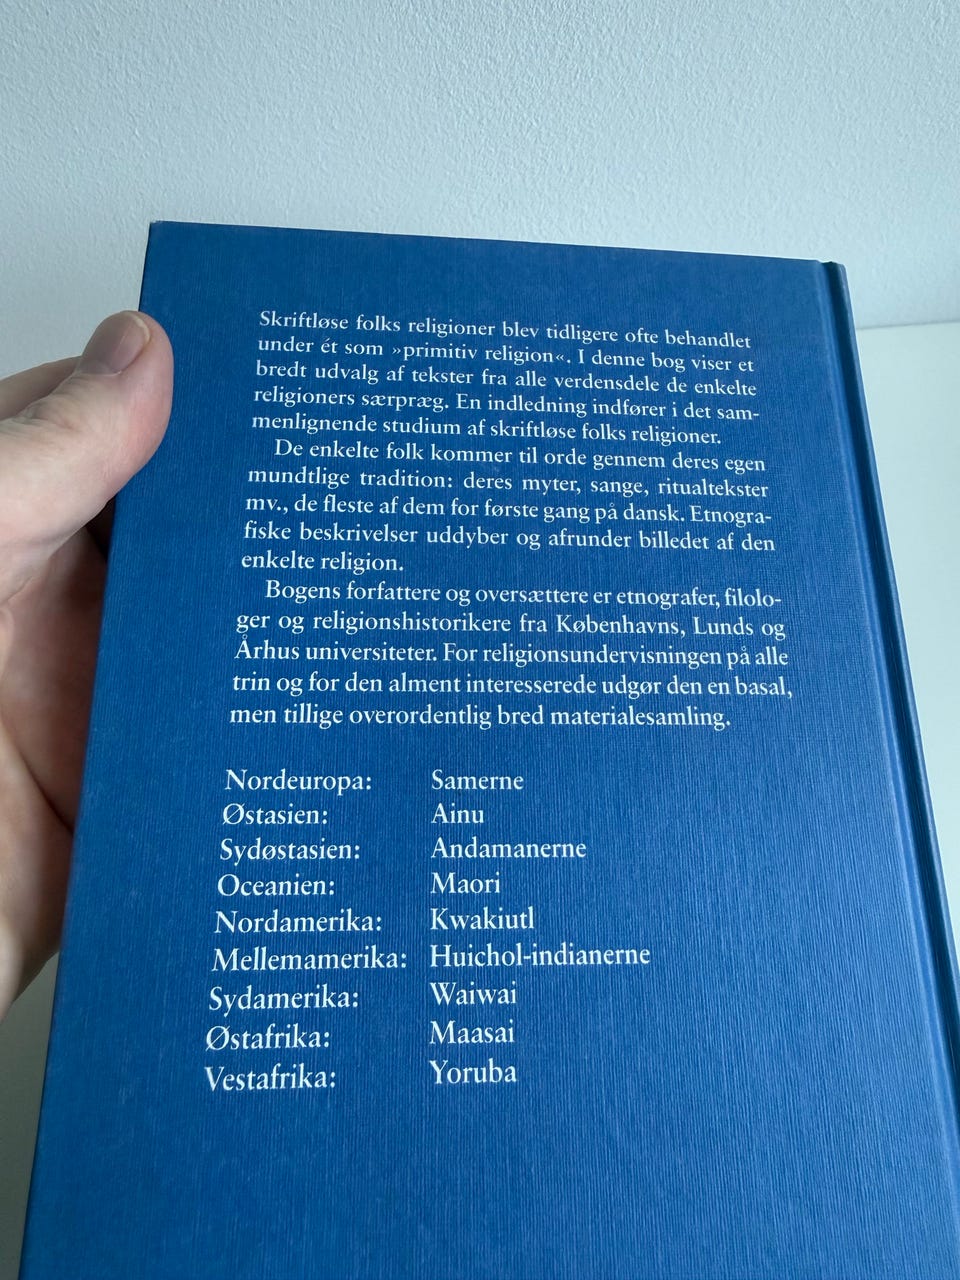 Skriftløse folks religioner blev tidligere ofte behandlet
under ét som »primitiv religion«. I denne bog viser et
bredt udvalg af tekster fra alle verdensdele de enkelte
religioners særpræg. En indledning indfører i det sam-
menlignende studium af skriftløse folks religioner.
De enkelte folk kommer til orde gennem deres egen
mundtlige tradition: deres myter, sange, ritualtekster
mv., de fleste af dem for første gang på dansk. Etnogra-
fiske beskrivelser uddyber og afrunder billedet af den
enkelte religion.
Bogens forfattere og oversættere er etnografer, filolo-
ger og religionshistorikere fra Københavns, Lunds og
Århus universiteter. For religionsundervisningen på alle
trin og for den alment interesserede udgør den en basal,
men tillige overordentlig bred materialesamling.
Nordeuropa: Samerne
Østasien: Ainu
Sydøstasien: Andamanerne
Oceanien: Maori
Nordamerika: Kwakiutl
Mellemamerika: Huichol-indianerne
Sydamerika: Waiwai
Østafrika: Maasai
Vestafrika: Yoruba